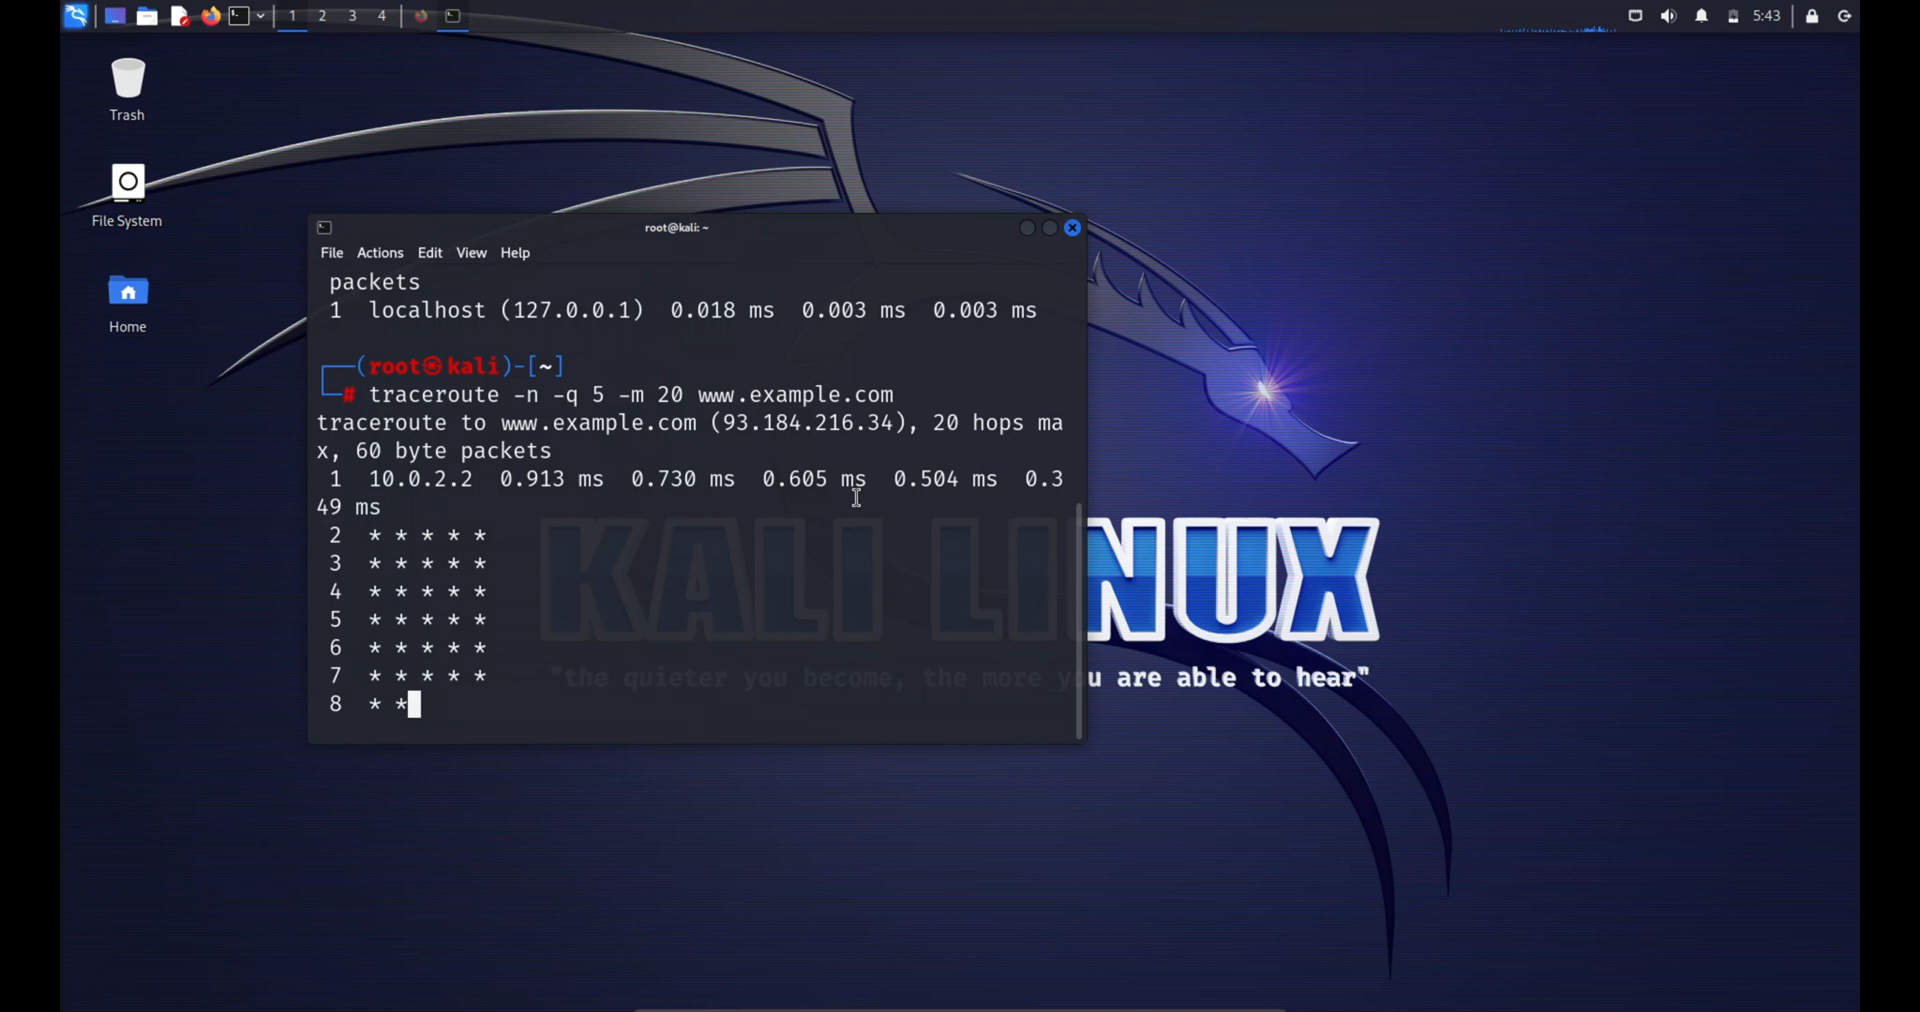 1 2 3 4 5:43
Trash
File System
Home
root@kali: ~
File Actions Edit View Help
packets
1 localhost (127.0.0.1) 0.018 ms 0.003 ms 0.003 ms
┌──(root㉿kali)-[~]
└─# traceroute -n -q 5 -m 20 www.example.com
traceroute to www.example.com (93.184.216.34), 20 hops ma
x, 60 byte packets
1 10.0.2.2 0.913 ms 0.730 ms 0.605 ms 0.504 ms 0.3
49 ms
2 * * * * *
3 * * * * *
4 * * * * *
5 * * * * *
6 * * * * *
7 * * * * *
8 * *
KALI LINUX
"the quieter you become, the more you are able to hear"